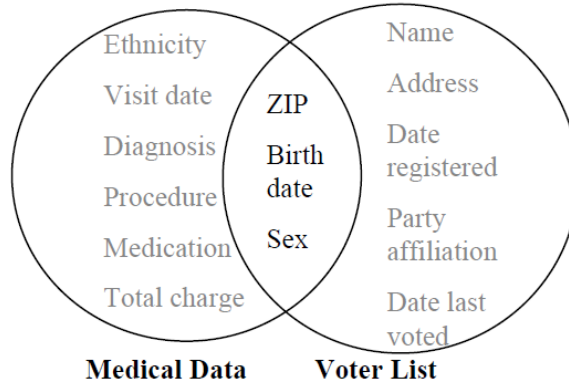 Ethnicity
Visit date
Diagnosis
Procedure
Medication
Total charge
ZIP
Birth
date
Sex
Name
Address
Date
registered
Party
affiliation
Date last
voted
Medical Data
Voter List